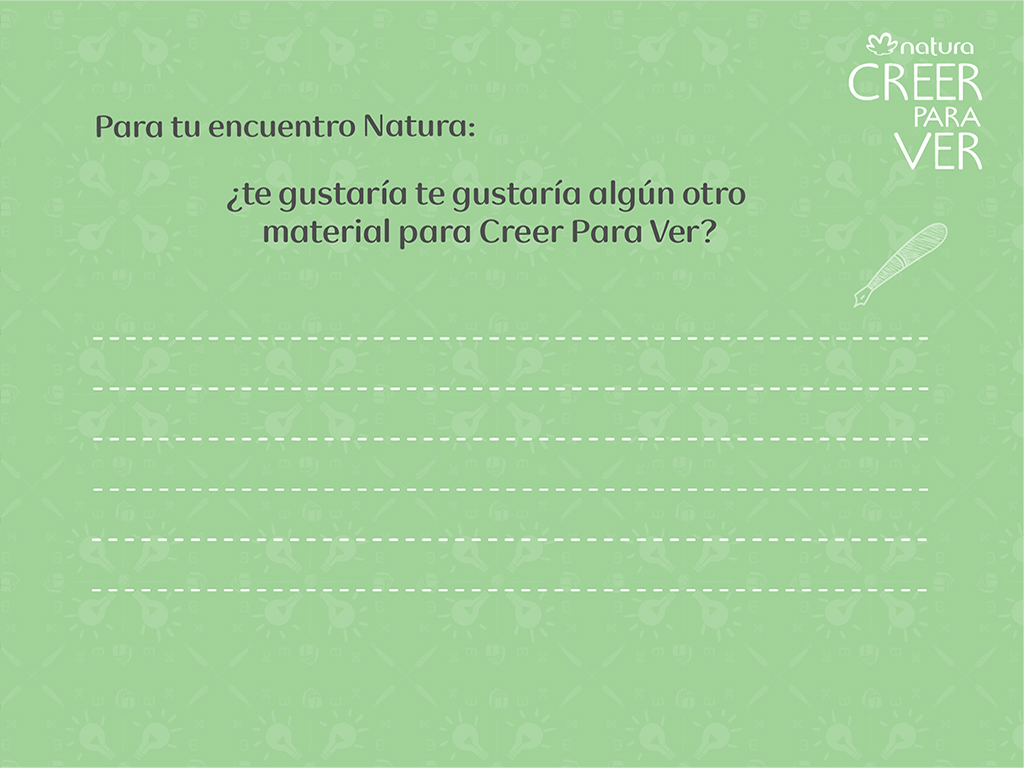 natura
CREER
PARA
VER
Para tu encuentro Natura:
¿te gustaría te gustaría algún otro
material para Creer Para Ver?